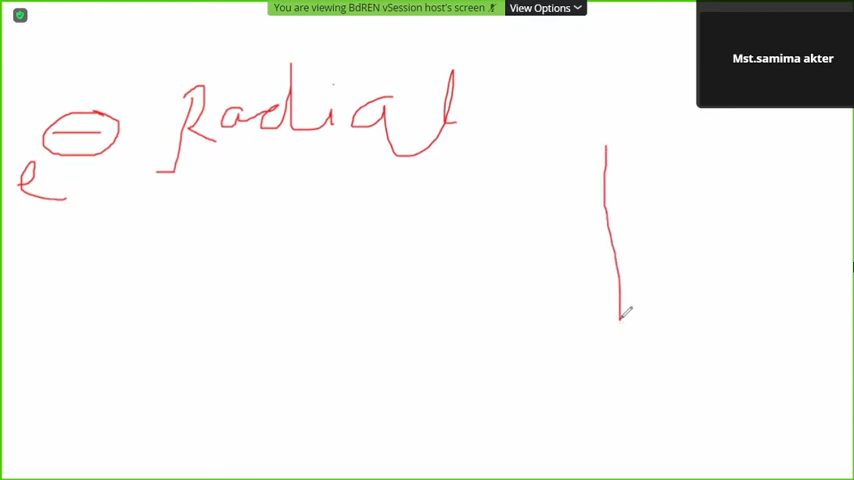 You are viewing BdREN vSession host's screen
View Options
Mst.samima akter
Radial
e